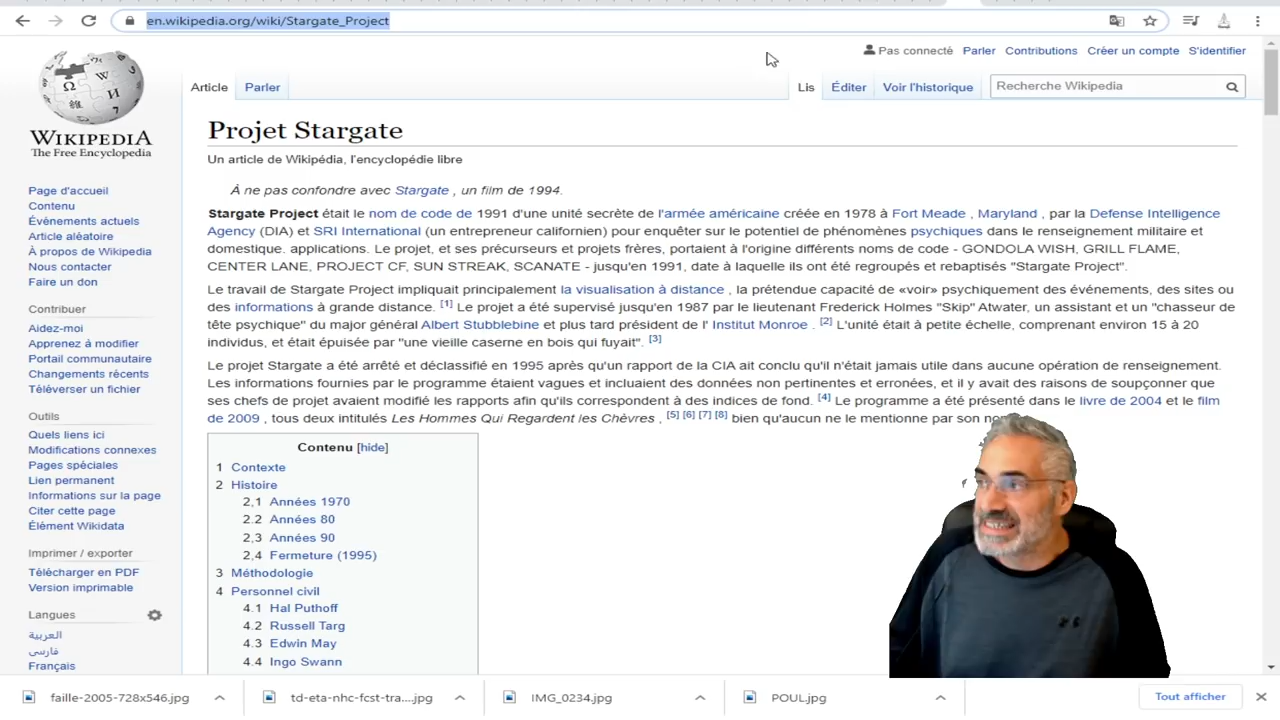 en.wikipedia.org/wiki/Stargate_Project
Pas connecté Parler Contributions Créer un compte S'identifier
Article Parler Lis Éditer Voir l'historique Recherche Wikipedia
WIKIPEDIA
The Free Encyclopedia
Page d'accueil
Contenu
Événements actuels
Article aléatoire
À propos de Wikipedia
Nous contacter
Faire un don
Contribuer
Aidez-moi
Apprenez à modifier
Portail communautaire
Changements récents
Téléverser un fichier
Outils
Quels liens ici
Modifications connexes
Pages spéciales
Lien permanent
Informations sur la page
Citer cette page
Élément Wikidata
Imprimer / exporter
Télécharger en PDF
Version imprimable
Langues
العربية
فارسی
Français
Projet Stargate
Un article de Wikipédia, l'encyclopédie libre
À ne pas confondre avec Stargate , un film de 1994.
Stargate Project était le nom de code de 1991 d'une unité secrète de l'armée américaine créée en 1978 à Fort Meade , Maryland , par la Defense Intelligence
Agency (DIA) et SRI International (un entrepreneur californien) pour enquêter sur le potentiel de phénomènes psychiques dans le renseignement militaire et
domestique. applications. Le projet, et ses précurseurs et projets frères, portaient à l'origine différents noms de code - GONDOLA WISH, GRILL FLAME,
CENTER LANE, PROJECT CF, SUN STREAK, SCANATE - jusqu'en 1991, date à laquelle ils ont été regroupés et rebaptisés "Stargate Project".
Le travail de Stargate Project impliquait principalement la visualisation à distance , la prétendue capacité de «voir» psychiquement des événements, des sites ou
des informations à grande distance. [1] Le projet a été supervisé jusqu'en 1987 par le lieutenant Frederick Holmes "Skip" Atwater, un assistant et un "chasseur de
tête psychique" du major général Albert Stubblebine et plus tard président de l' Institut Monroe . [2] L'unité était à petite échelle, comprenant environ 15 à 20
individus, et était épuisée par "une vieille caserne en bois qui fuyait". [3]
Le projet Stargate a été arrêté et déclassifié en 1995 après qu'un rapport de la CIA ait conclu qu'il n'était jamais utile dans aucune opération de renseignement.
Les informations fournies par le programme étaient vagues et incluaient des données non pertinentes et erronées, et il y avait des raisons de soupçonner que
ses chefs de projet avaient modifié les rapports afin qu'ils correspondent à des indices de fond. [4] Le programme a été présenté dans le livre de 2004 et le film
de 2009 , tous deux intitulés Les Hommes Qui Regardent les Chèvres , [5] [6] [7] [8] bien qu'aucun ne le mentionne par son
Contenu [hide]
1 Contexte
2 Histoire
2,1 Années 1970
2.2 Années 80
2,3 Années 90
2,4 Fermeture (1995)
3 Méthodologie
4 Personnel civil
4.1 Hal Puthoff
4.2 Russell Targ
4.3 Edwin May
4.4 Ingo Swann
faille-2005-728x546.jpg td-eta-nhc-fcst-tra....jpg IMG_0234.jpg POUL.jpg Tout afficher